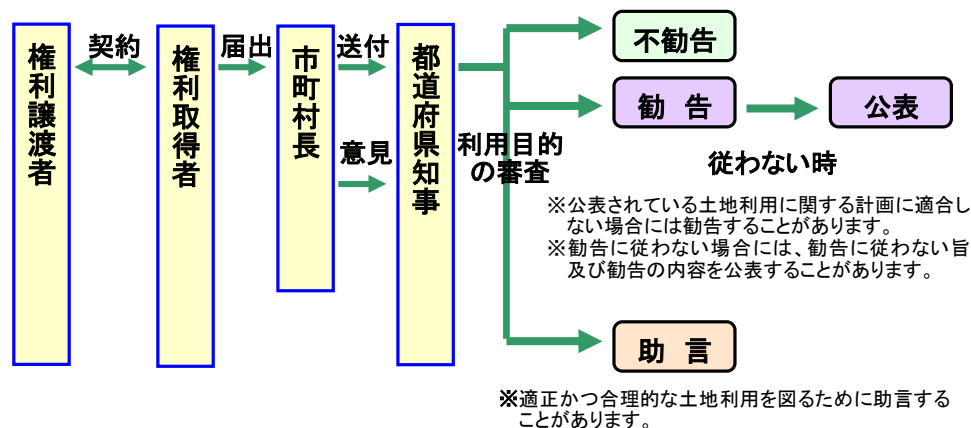 権利譲渡者
契約
権利取得者
届出
市町村長
送付
意見
都道府県知事
利用目的
の審査
不勧告
勧 告
公表
従わない時
※公表されている土地利用に関する計画に適合し
ない場合には勧告することがあります。
※勧告に従わない場合には、勧告に従わない旨
及び勧告の内容を公表することがあります。
助 言
※適正かつ合理的な土地利用を図るために助言する
ことがあります。